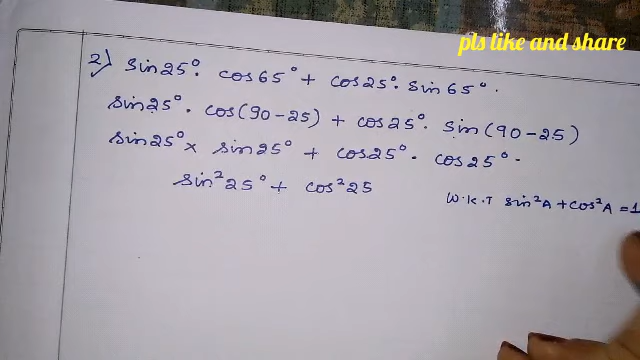 pls like and share
2) sin25°. cos65° + cos25°. sin65°.
sin25°. cos(90-25) + cos25°. sin(90-25)
sin25° × sin25° + cos25°. cos25°.
sin²25° + cos²25
W.K.T sin²A + cos²A = 1